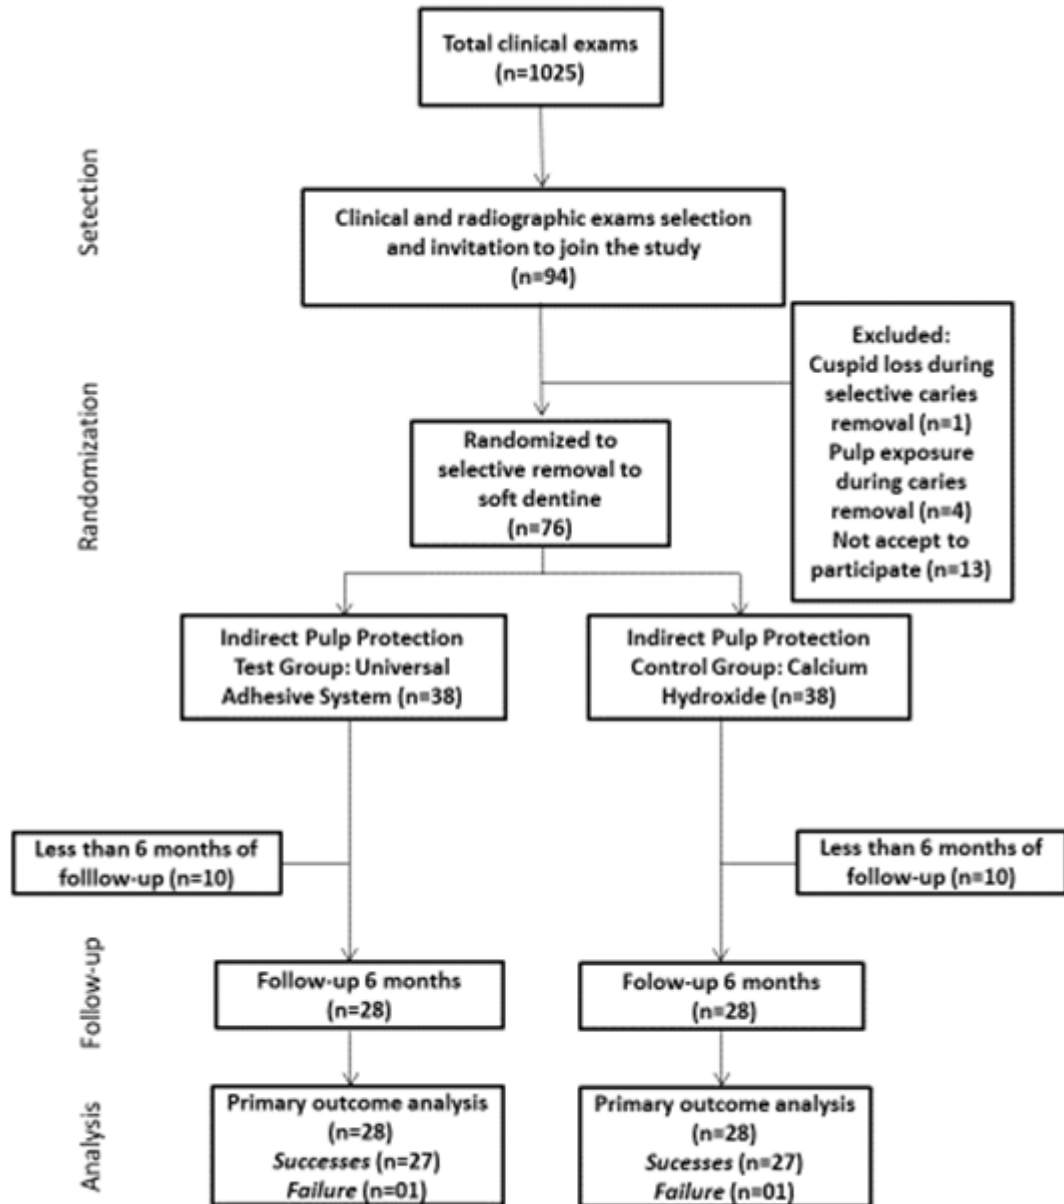 Total clinical exams
(n=1025)
Setection
Clinical and radiographic exams selection
and invitation to join the study
(n=94)
Excluded:
Cuspid loss during
selective caries
removal (n=1)
Pulp exposure
during caries
removal (n=4)
Not accept to
participate (n=13)
Randomization
Randomized to
selective removal to
soft dentine
(n=76)
Indirect Pulp Protection
Test Group: Universal
Adhesive System (n=38)
Indirect Pulp Protection
Control Group: Calcium
Hydroxide (n=38)
Less than 6 months of
folllow-up (n=10)
Less than 6 months of
follow-up (n=10)
Follow-up
Follow-up 6 months
(n=28)
Folow-up 6 months
(n=28)
Analysis
Primary outcome analysis
(n=28)
Successes (n=27)
Failure (n=01)
Primary outcome analysis
(n=28)
Sucesses (n=27)
Failure (n=01)